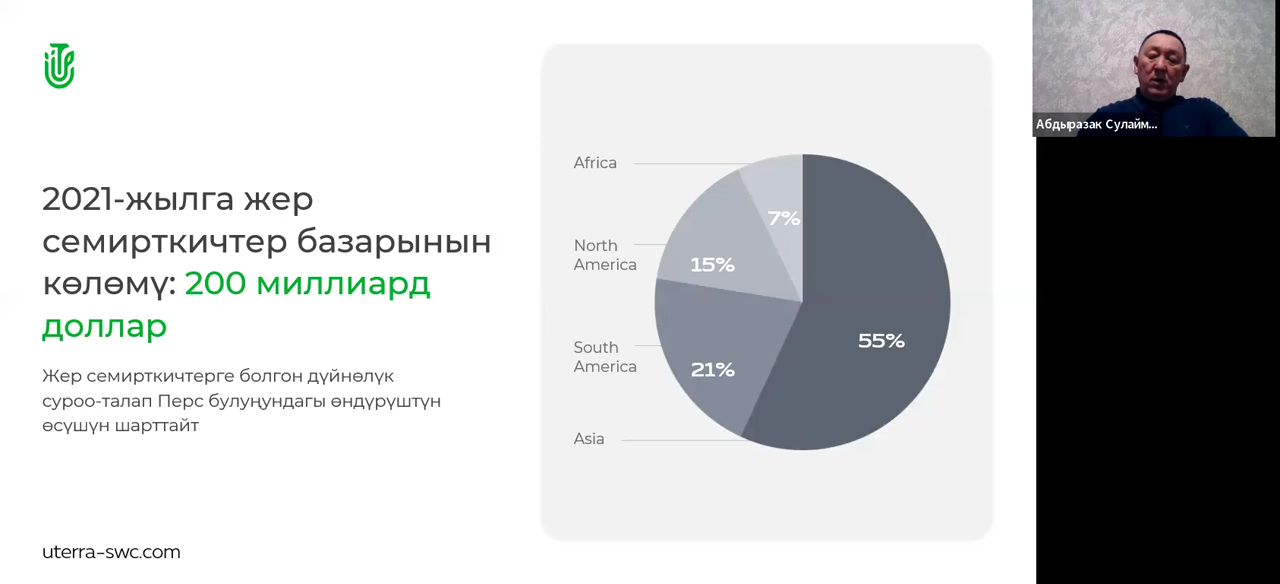 2021-жылга жер
семирткичтер базарынын
көлөмү: 200 миллиард
доллар
Жер семирткичтерге болгон дүйнөлүк
суроо-талап Перс булуңундагы өндүрүштүн
өсүшүн шарттайт
uterra-swc.com
Africa
North
America
South
America
Asia
7%
15%
21%
55%
Абдыразак Сулайм...